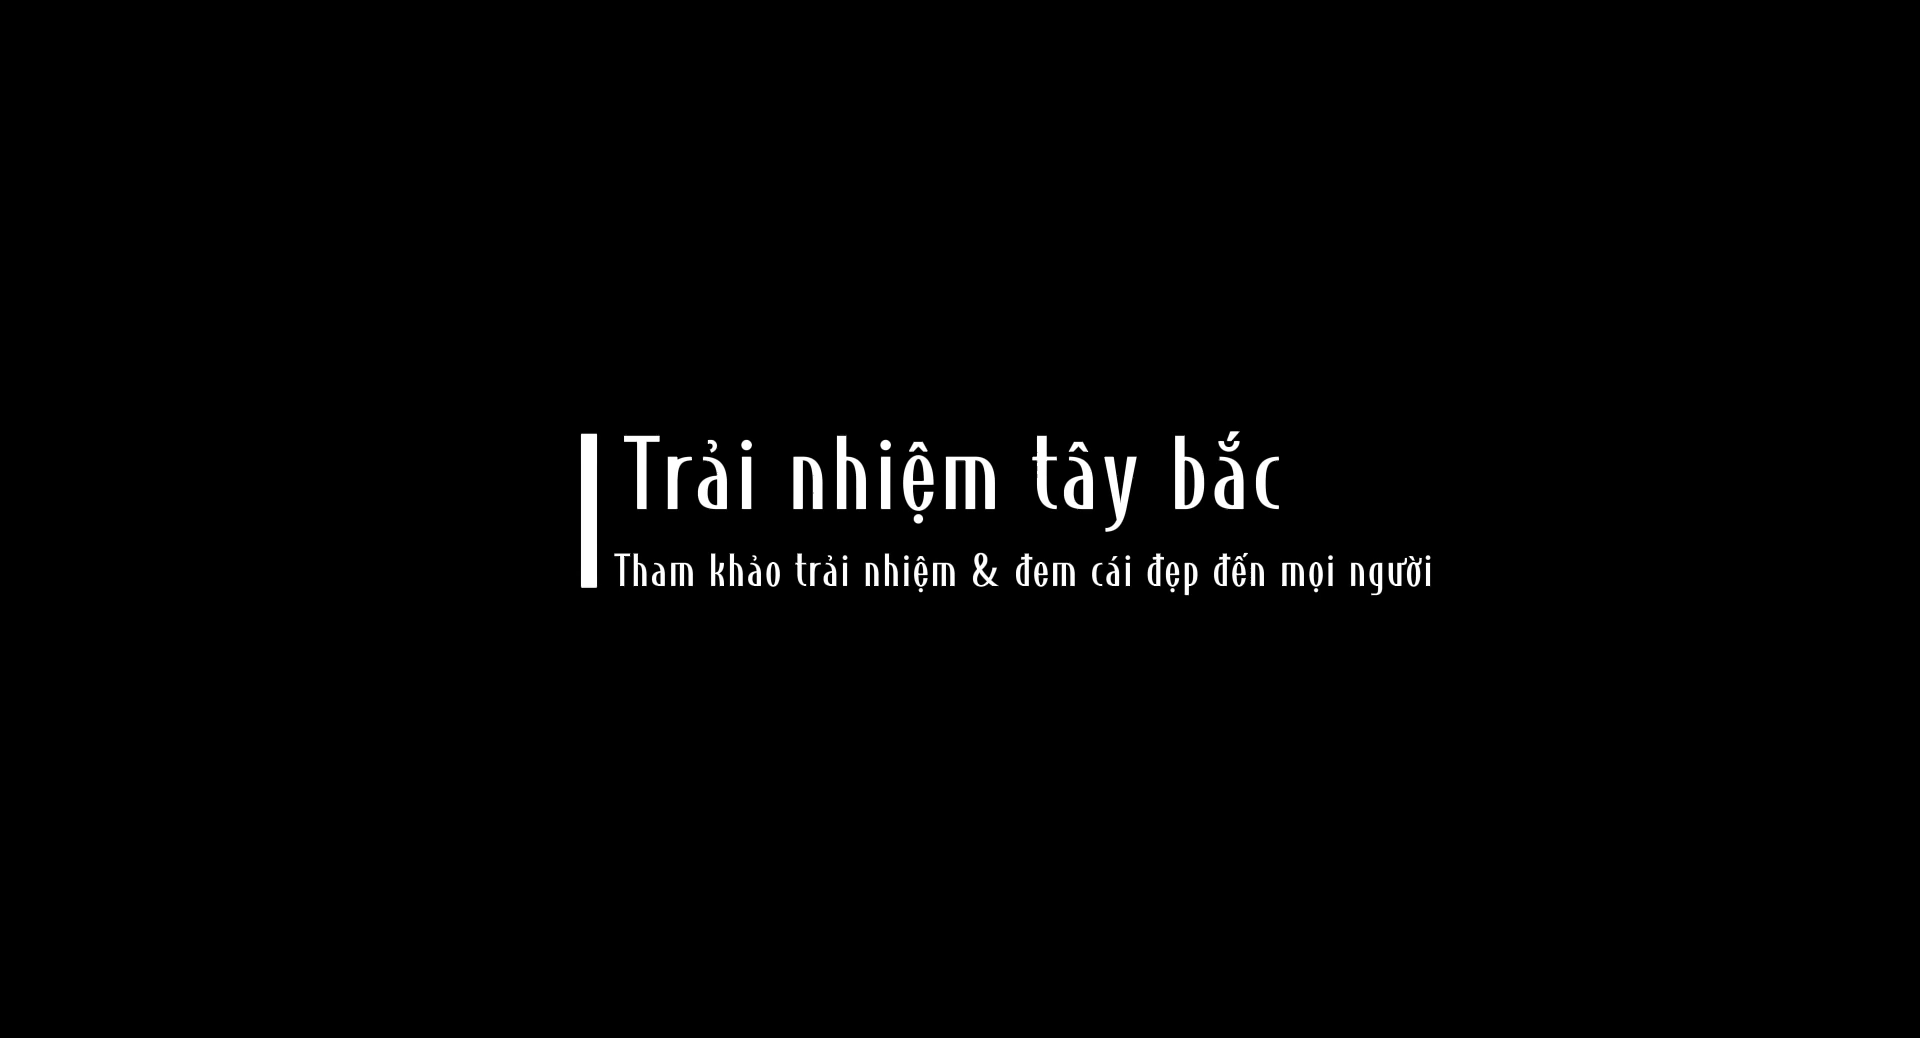 Trải nhiệm tây bắc
Tham khảo trải nhiệm & đem cái đẹp đến mọi người